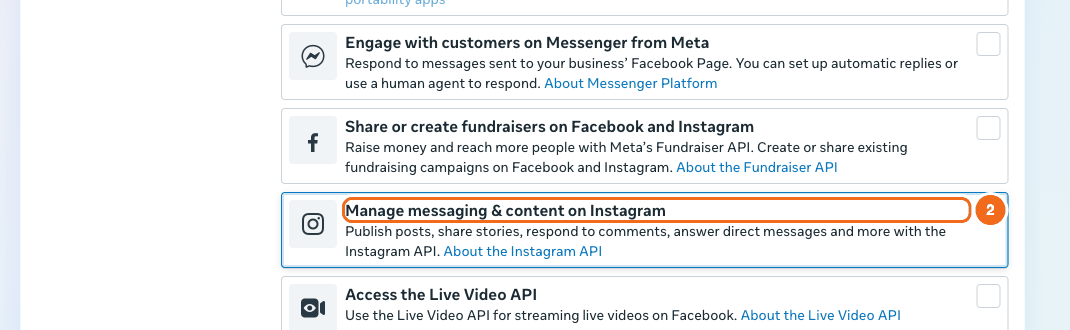 portability apps
Engage with customers on Messenger from Meta
Respond to messages sent to your business’ Facebook Page. You can set up automatic replies or
use a human agent to respond. About Messenger Platform
Share or create fundraisers on Facebook and Instagram
Raise money and reach more people with Meta’s Fundraiser API. Create or share existing
fundraising campaigns on Facebook and Instagram. About the Fundraiser API
Manage messaging & content on Instagram
2
Publish posts, share stories, respond to comments, answer direct messages and more with the
Instagram API. About the Instagram API
Access the Live Video API
Use the Live Video API for streaming live videos on Facebook. About the Live Video API